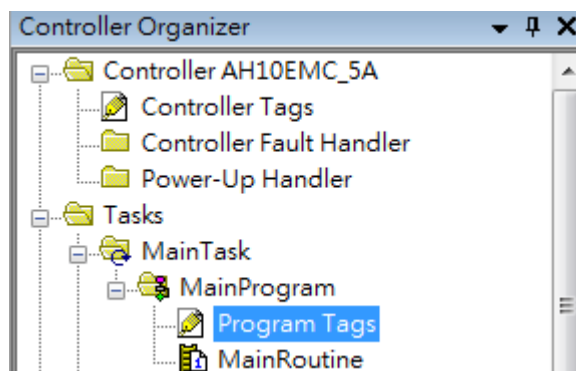 Controller Organizer
Controller AH10EMC_5A
Controller Tags
Controller Fault Handler
Power-Up Handler
Tasks
MainTask
MainProgram
Program Tags
MainRoutine